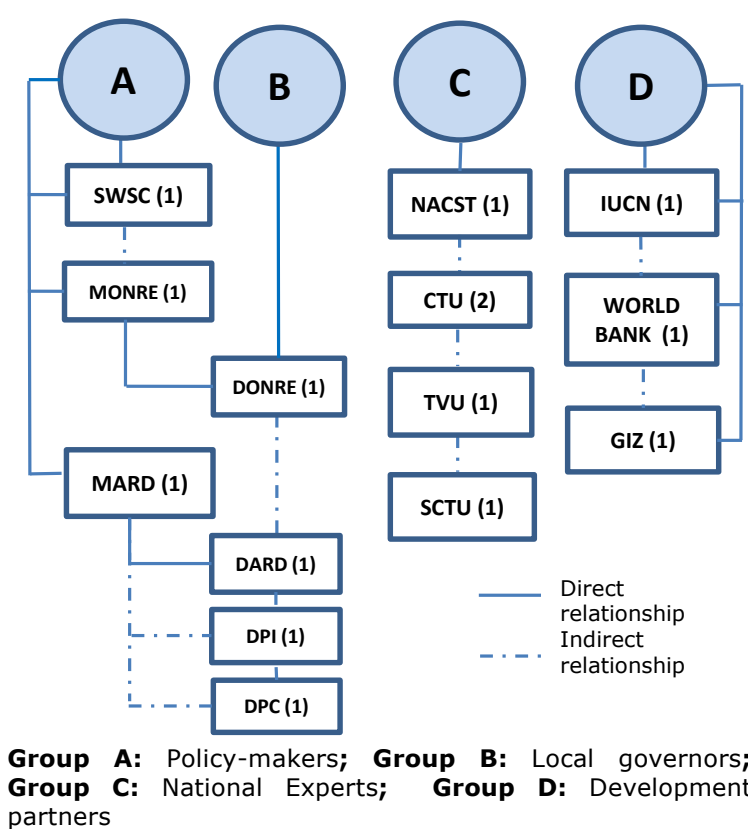 A
B
C
D
SWSC (1)
NACST (1)
IUCN (1)
MONRE (1)
CTU (2)
WORLD
BANK (1)
DONRE (1)
TVU (1)
GIZ (1)
MARD (1)
SCTU (1)
DARD (1)
DPI (1)
DPC (1)
Direct
relationship
Indirect
relationship
Group A: Policy-makers; Group B: Local governors;
Group C: National Experts; Group D: Development
partners